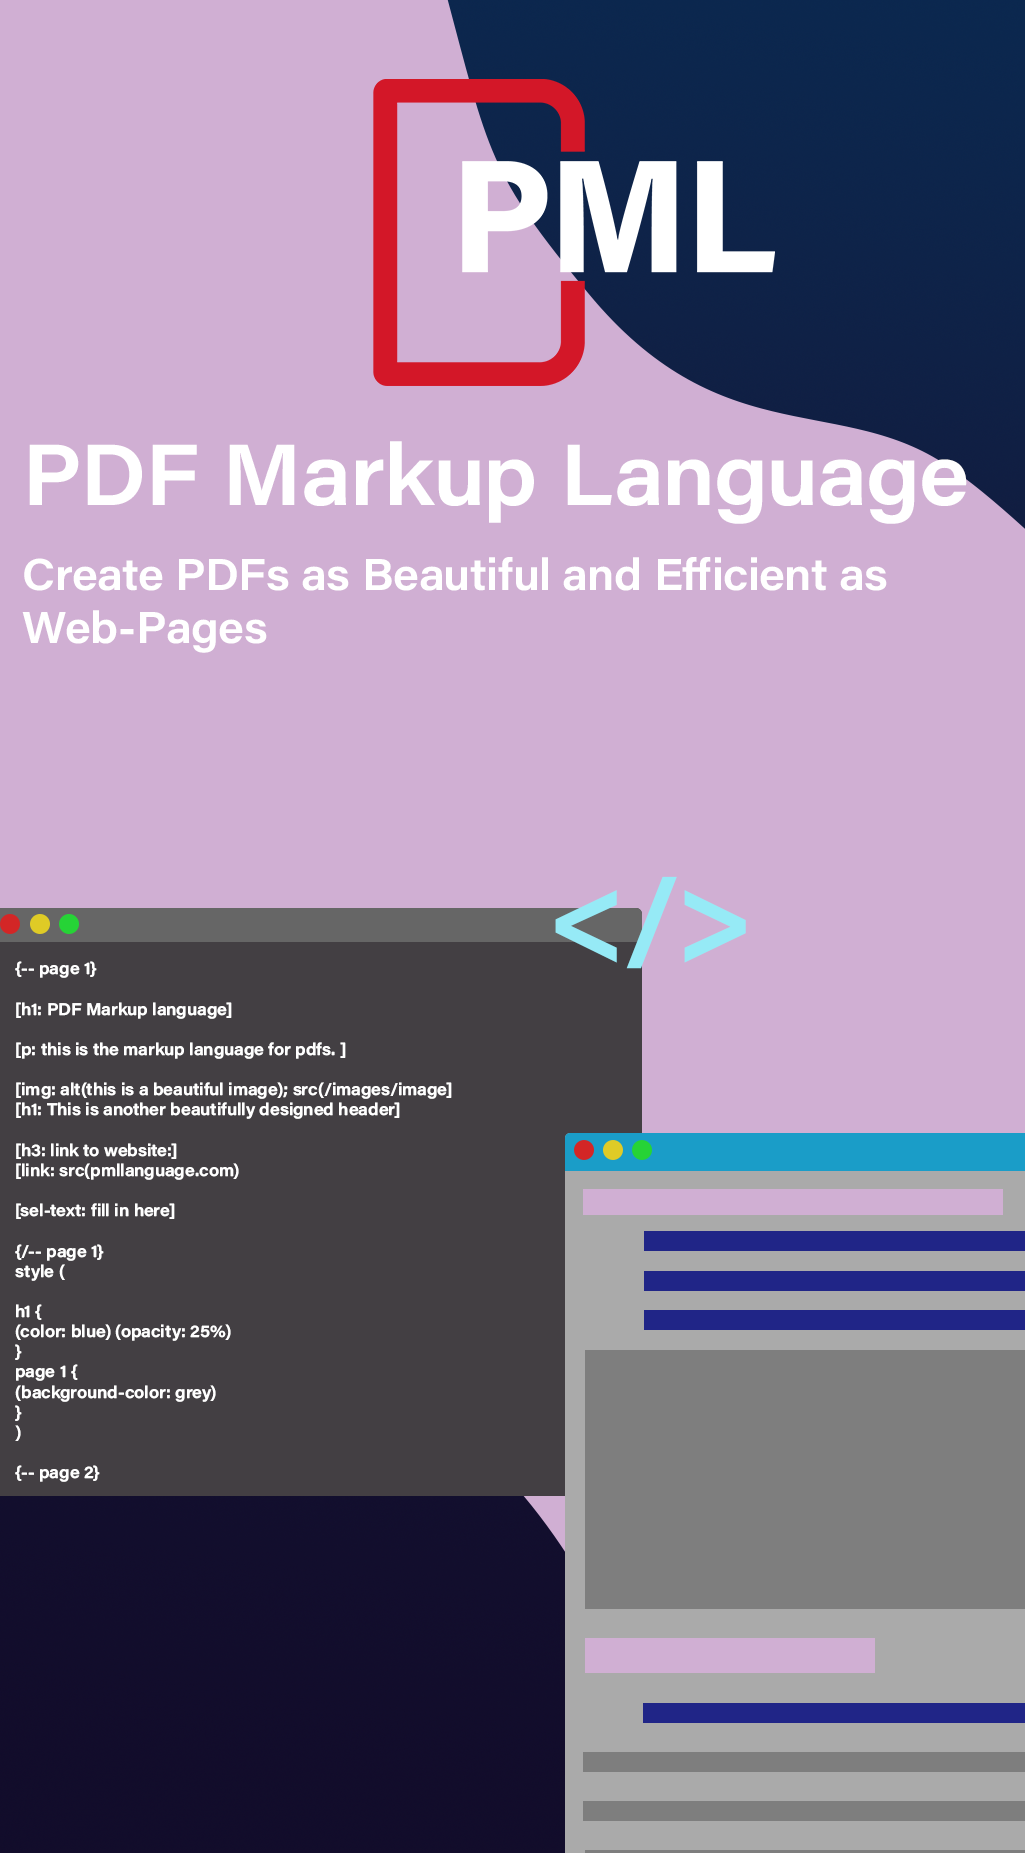 PML
PDF Markup Language
Create PDFs as Beautiful and Efficient as
Web-Pages
</>
{-- page 1}
[h1: PDF Markup language]
[p: this is the markup language for pdfs. ]
[img: alt(this is a beautiful image); src(/images/image]
[h1: This is another beautifully designed header]
[h3: link to website:]
[link: src(pmllanguage.com)
[sel-text: fill in here]
{/-- page 1}
style (
h1 {
(color: blue) (opacity: 25%)
}
page 1 {
(background-color: grey)
}
)
{-- page 2}